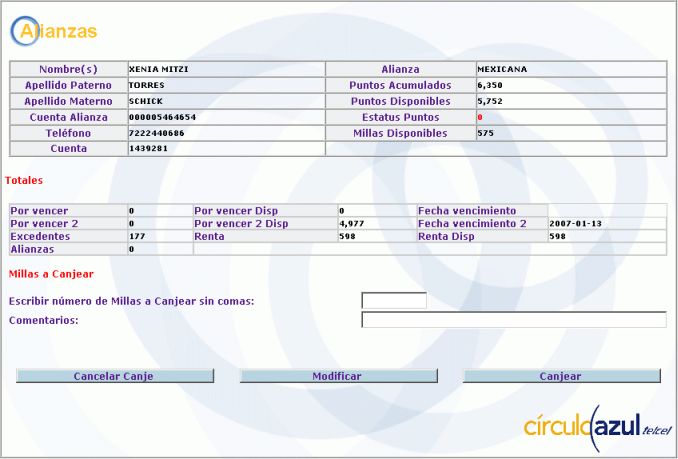 Alianzas
Nombre(s) XENIA MITZI Alianza MEXICANA
Apellido Paterno TORRES Puntos Acumulados 6,350
Apellido Materno SCHICK Puntos Disponibles 5,752
Cuenta Alianza 000005464654 Estatus Puntos 0
Teléfono 7222440686 Millas Disponibles 575
Cuenta 1439281
Totales
Por vencer 0 Por vencer Disp 0 Fecha vencimiento
Por vencer 2 0 Por vencer 2 Disp 4,977 Fecha vencimiento 2 2007-01-13
Excedentes 177 Renta 598 Renta Disp 598
Alianzas 0
Millas a Canjear
Escribir número de Millas a Canjear sin comas:
Comentarios:
Cancelar Canje Modificar Canjear
círculoazul telcel